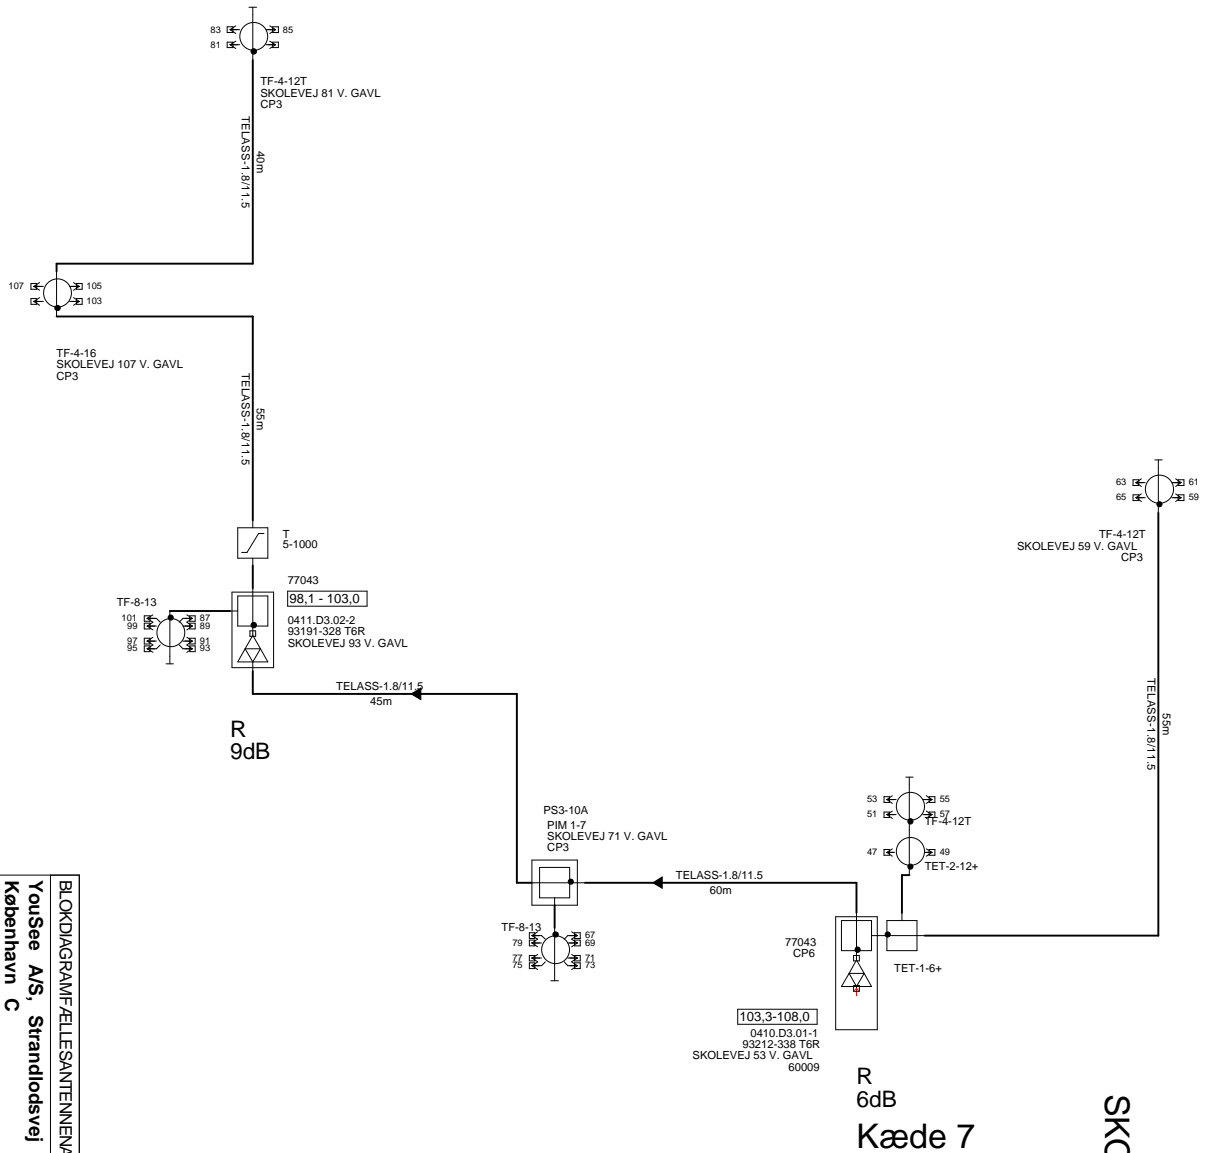 83
85
81
TF-4-12T
SKOLEVEJ 81 V. GAVL
CP3
40m
TELASS-1.8/11.5
107
105
103
TF-4-16
SKOLEVEJ 107 V. GAVL
CP3
55m
TELASS-1.8/11.5
T
5-1000
77043
98,1 - 103,0
0411.D3.02-2
93191-328 T6R
SKOLEVEJ 93 V. GAVL
TF-8-13
101
87
99
89
97
91
95
93
R
9dB
TELASS-1.8/11.5
45m
PS3-10A
PIM 1-7
SKOLEVEJ 71 V. GAVL
CP3
TF-8-13
67
79
69
77
71
75
73
TELASS-1.8/11.5
60m
63
61
65
59
TF-4-12T
SKOLEVEJ 59 V. GAVL
CP3
55m
TELASS-1.8/11.5
53
55
51
57
TF-4-12T
47
49
TET-2-12+
77043
CP6
TET-1-6+
103,3-108,0
0410.D3.01-1
93212-338 T6R
SKOLEVEJ 53 V. GAVL
60009
R
6dB
Kæde 7
SKO
BLOKDIAGRAMFÆLLESANTENNENA
YouSee A/S, Strandlodsvej
København C